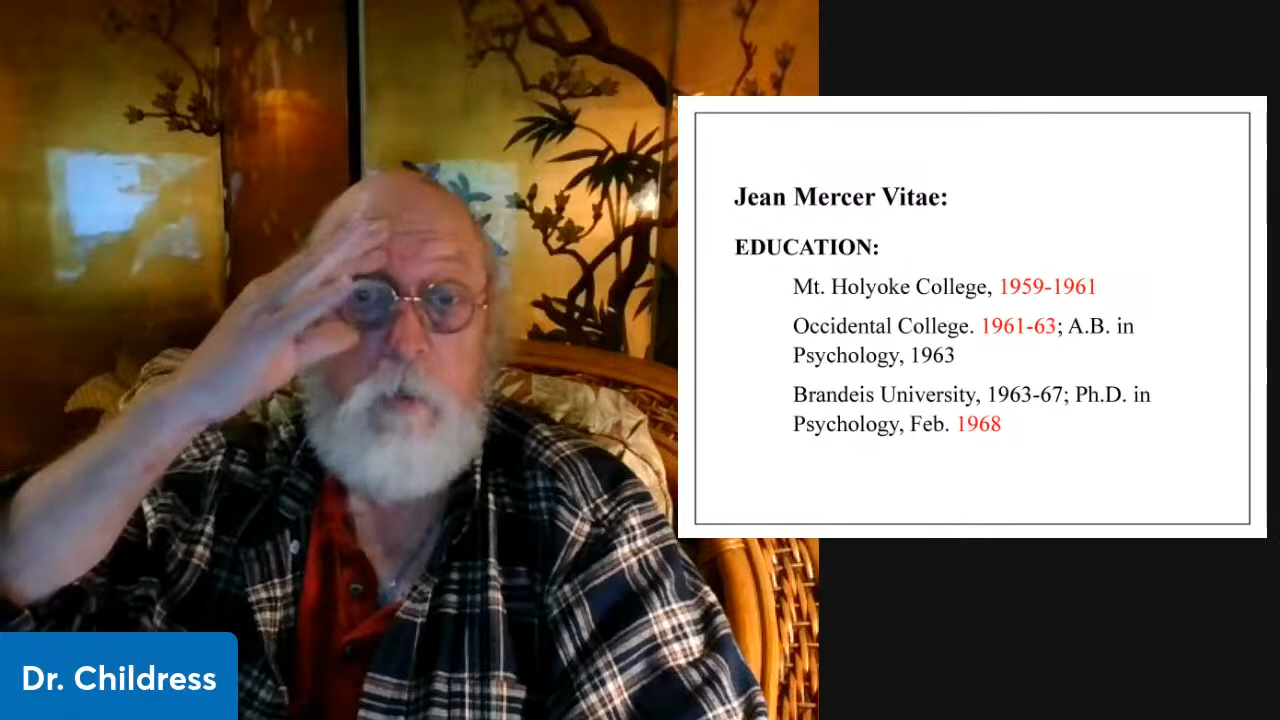 Jean Mercer Vitae:
EDUCATION:
Mt. Holyoke College, 1959-1961
Occidental College. 1961-63; A.B. in
Psychology, 1963
Brandeis University, 1963-67; Ph.D. in
Psychology, Feb. 1968
Dr. Childress